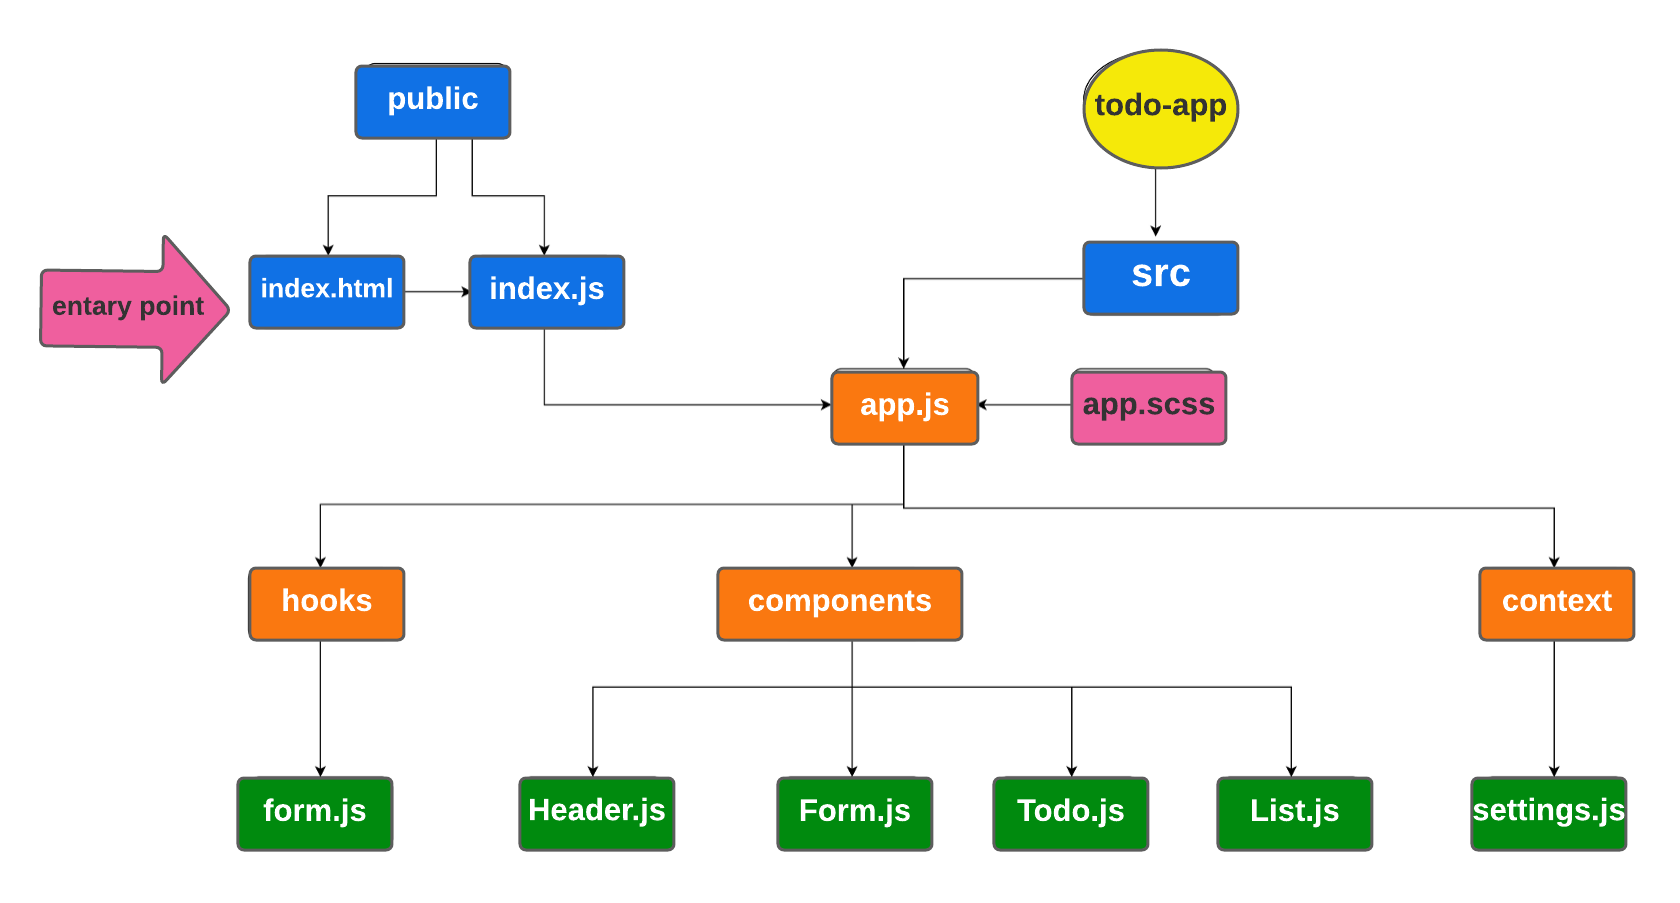 public
todo-app
src
index.html
index.js
entary point
app.js
app.scss
hooks
components
context
form.js
Header.js
Form.js
Todo.js
List.js
settings.js